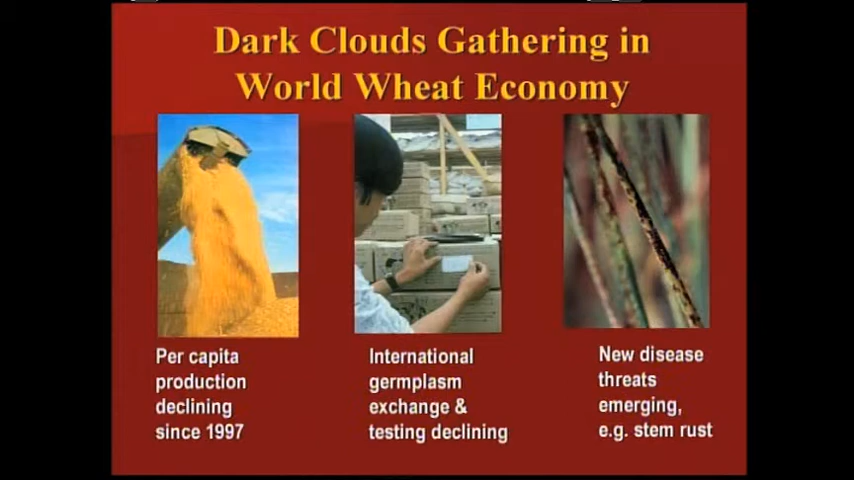 Dark Clouds Gathering in
World Wheat Economy
Per capita
production
declining
since 1997
International
germplasm
exchange &
testing declining
New disease
threats
emerging,
e.g. stem rust